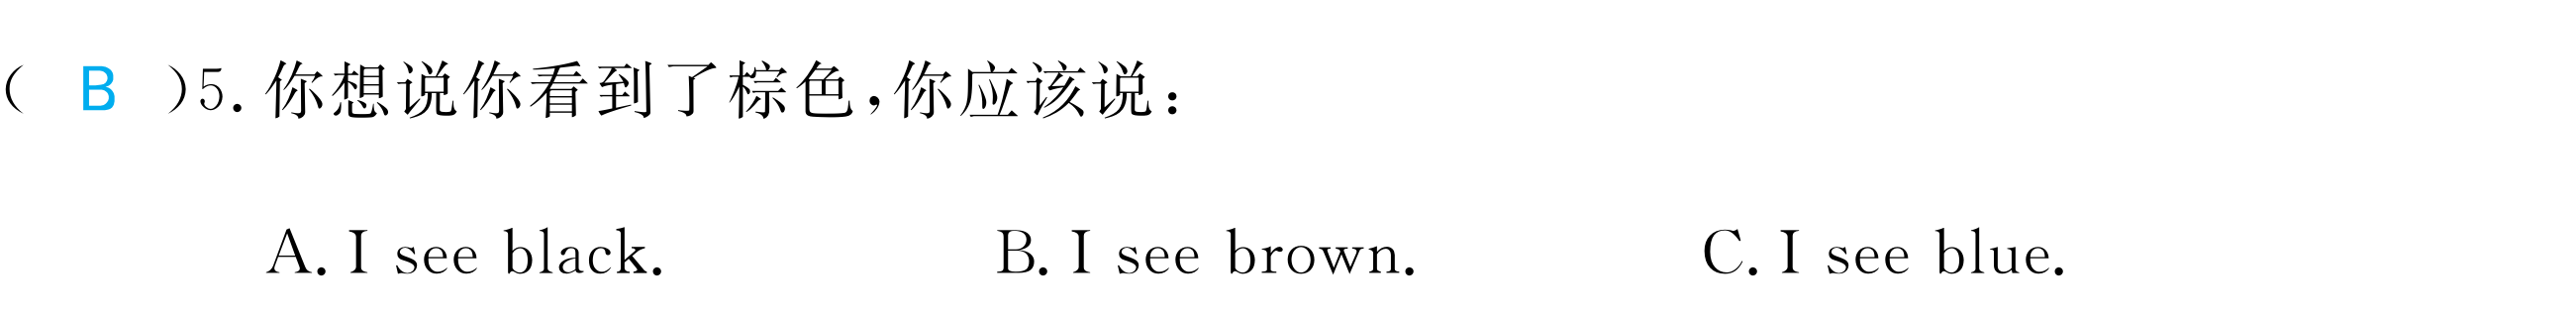 ( B )5. 你想说你看到了棕色,你应该说:
A. I see black. B. I see brown. C. I see blue.